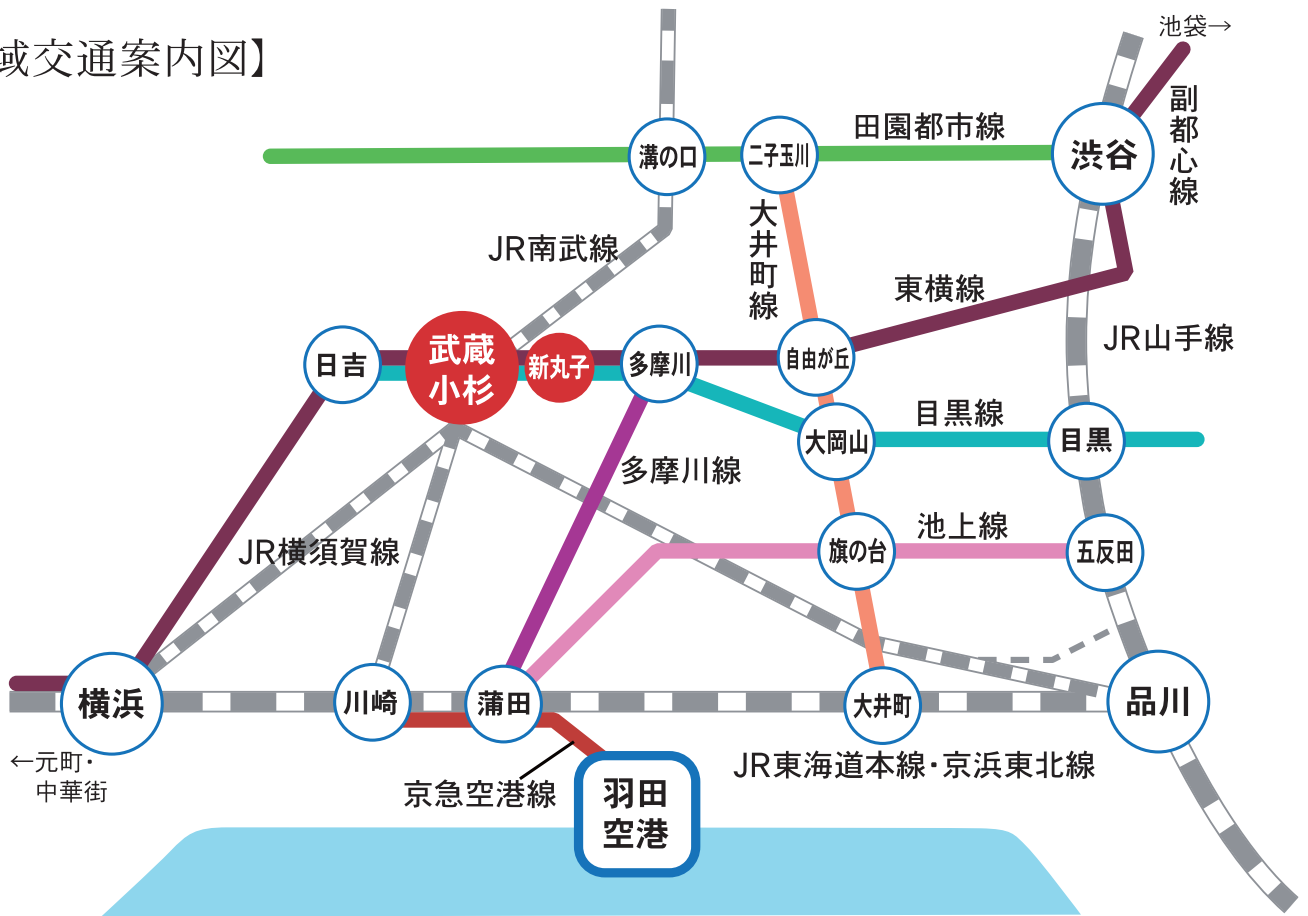 域交通案内図】
池袋→
副都心線
田園都市線
渋谷
溝の口
二子玉川
大井町線
JR南武線
東横線
JR山手線
日吉
武蔵
小杉
新丸子
多摩川
自由が丘
目黒線
大岡山
目黒
多摩川線
池上線
旗の台
五反田
JR横須賀線
横浜
川崎
蒲田
大井町
品川
←元町・
中華街
京急空港線
羽田
空港
JR東海道本線・京浜東北線